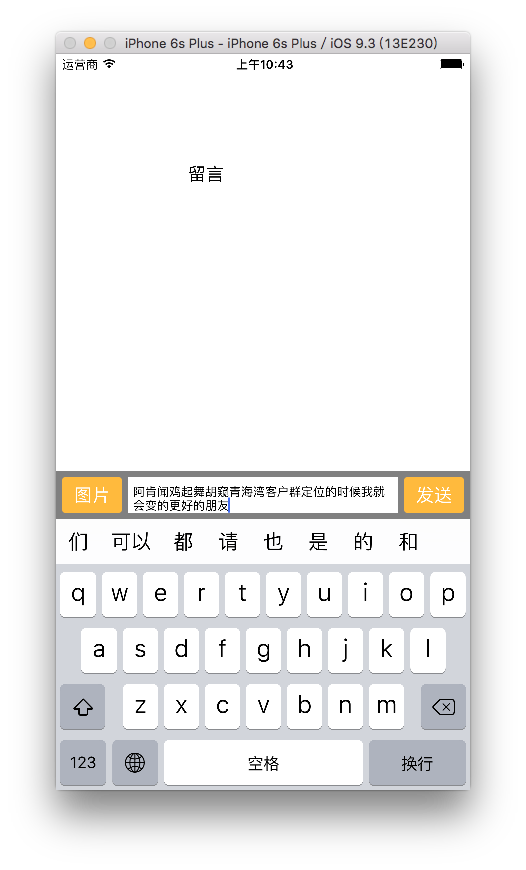 iPhone 6s Plus - iPhone 6s Plus / iOS 9.3 (13E230)
运营商 上午10:43
留言
图片 阿肯闻鸡起舞胡窥青海湾客户群定位的时候我就 发送
会变的更好的朋友
们 可以 都 请 也 是 的 和
q w e r t y u i o p
a s d f g h j k l
z x c v b n m
123 空格 换行